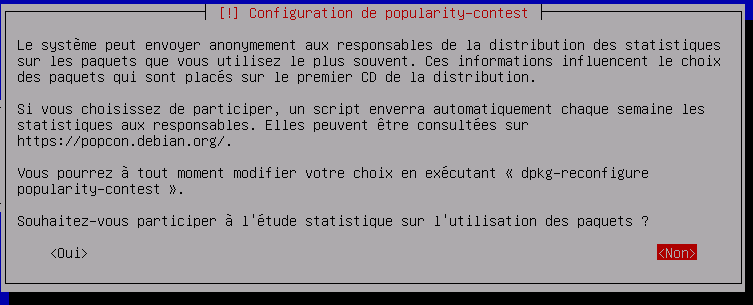 [!] Configuration de popularity-contest
Le système peut envoyer anonymement aux responsables de la distribution des statistiques
sur les paquets que vous utilisez le plus souvent. Ces informations influencent le choix
des paquets qui sont placés sur le premier CD de la distribution.
Si vous choisissez de participer, un script enverra automatiquement chaque semaine les
statistiques aux responsables. Elles peuvent être consultées sur
https://popcon.debian.org/.
Vous pourrez à tout moment modifier votre choix en exécutant « dpkg-reconfigure
popularity-contest ».
Souhaitez-vous participer à l'étude statistique sur l'utilisation des paquets ?
<Oui> <Non>